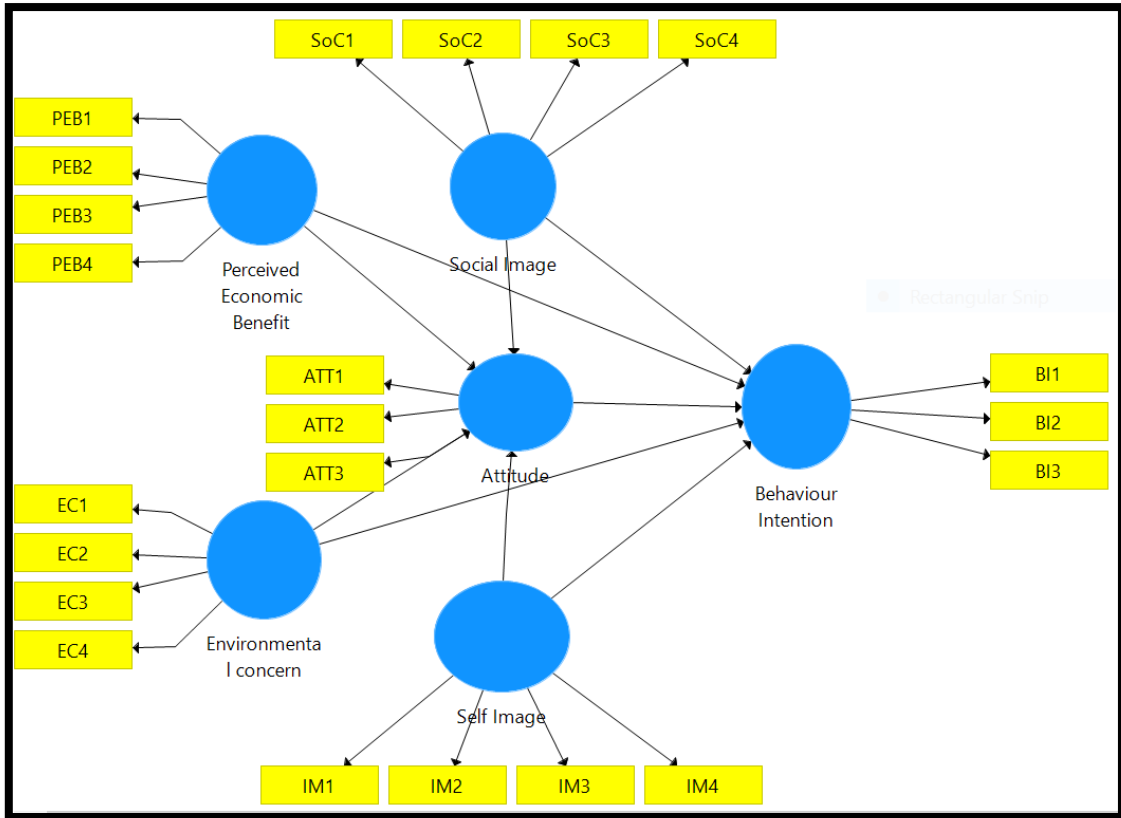 SoC1 SoC2 SoC3 SoC4
PEB1
PEB2
PEB3
PEB4
Perceived
Economic
Benefit
Social Image
Rectangular Snip
ATT1
ATT2
ATT3
Attitude
BI1
BI2
BI3
Behaviour
Intention
EC1
EC2
EC3
EC4
Environmenta
l concern
Self Image
IM1 IM2 IM3 IM4